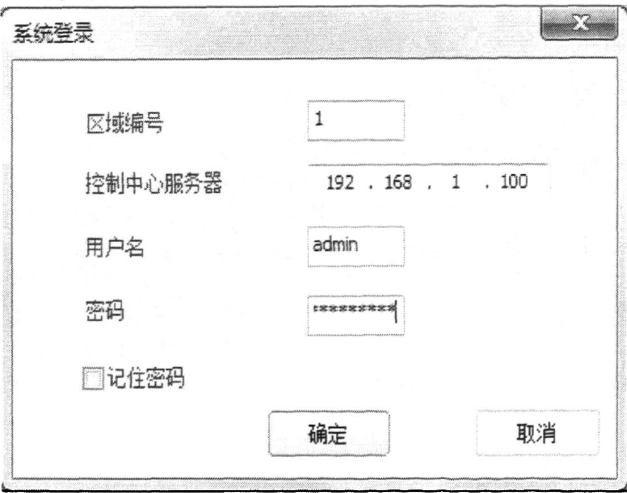 系统登录
区域编号 1
控制中心服务器 192 . 168 . 1 . 100
用户名 admin
密码 *********
记住密码
确定 取消